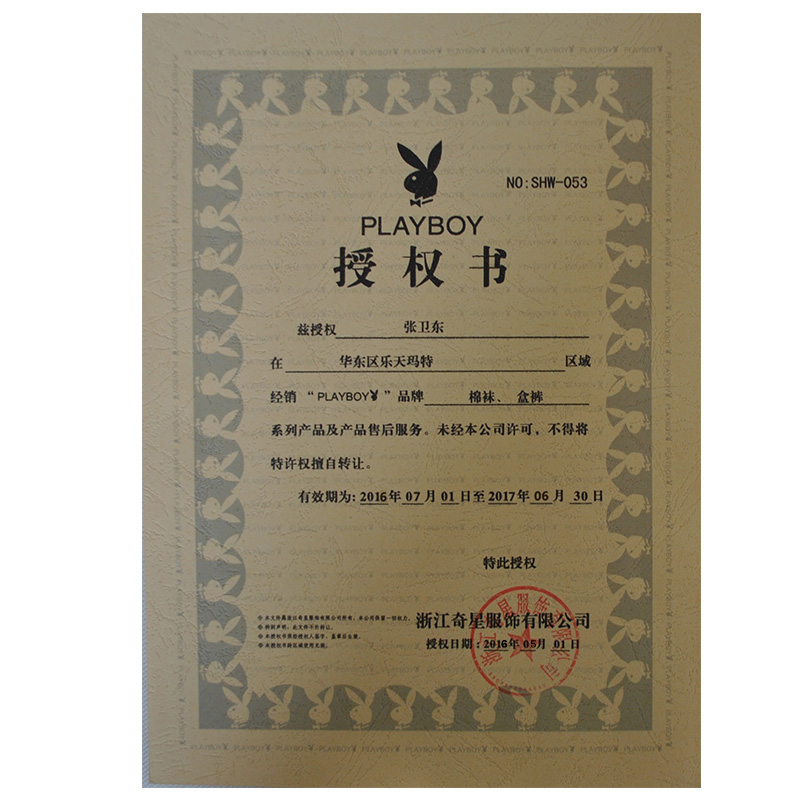 NO:SHW-053
PLAYBOY
授权书
兹授权 张卫东
在 华东区乐天玛特 区域
经销“PLAYBOY”品牌 棉袜、盒裤
系列产品及产品售后服务。未经本公司许可，不得将
特许权擅自转让。
有效期为：2016年07月01日至2017年06月30日
特此授权
浙江奇星服饰有限公司
授权日期：2016年05月01日